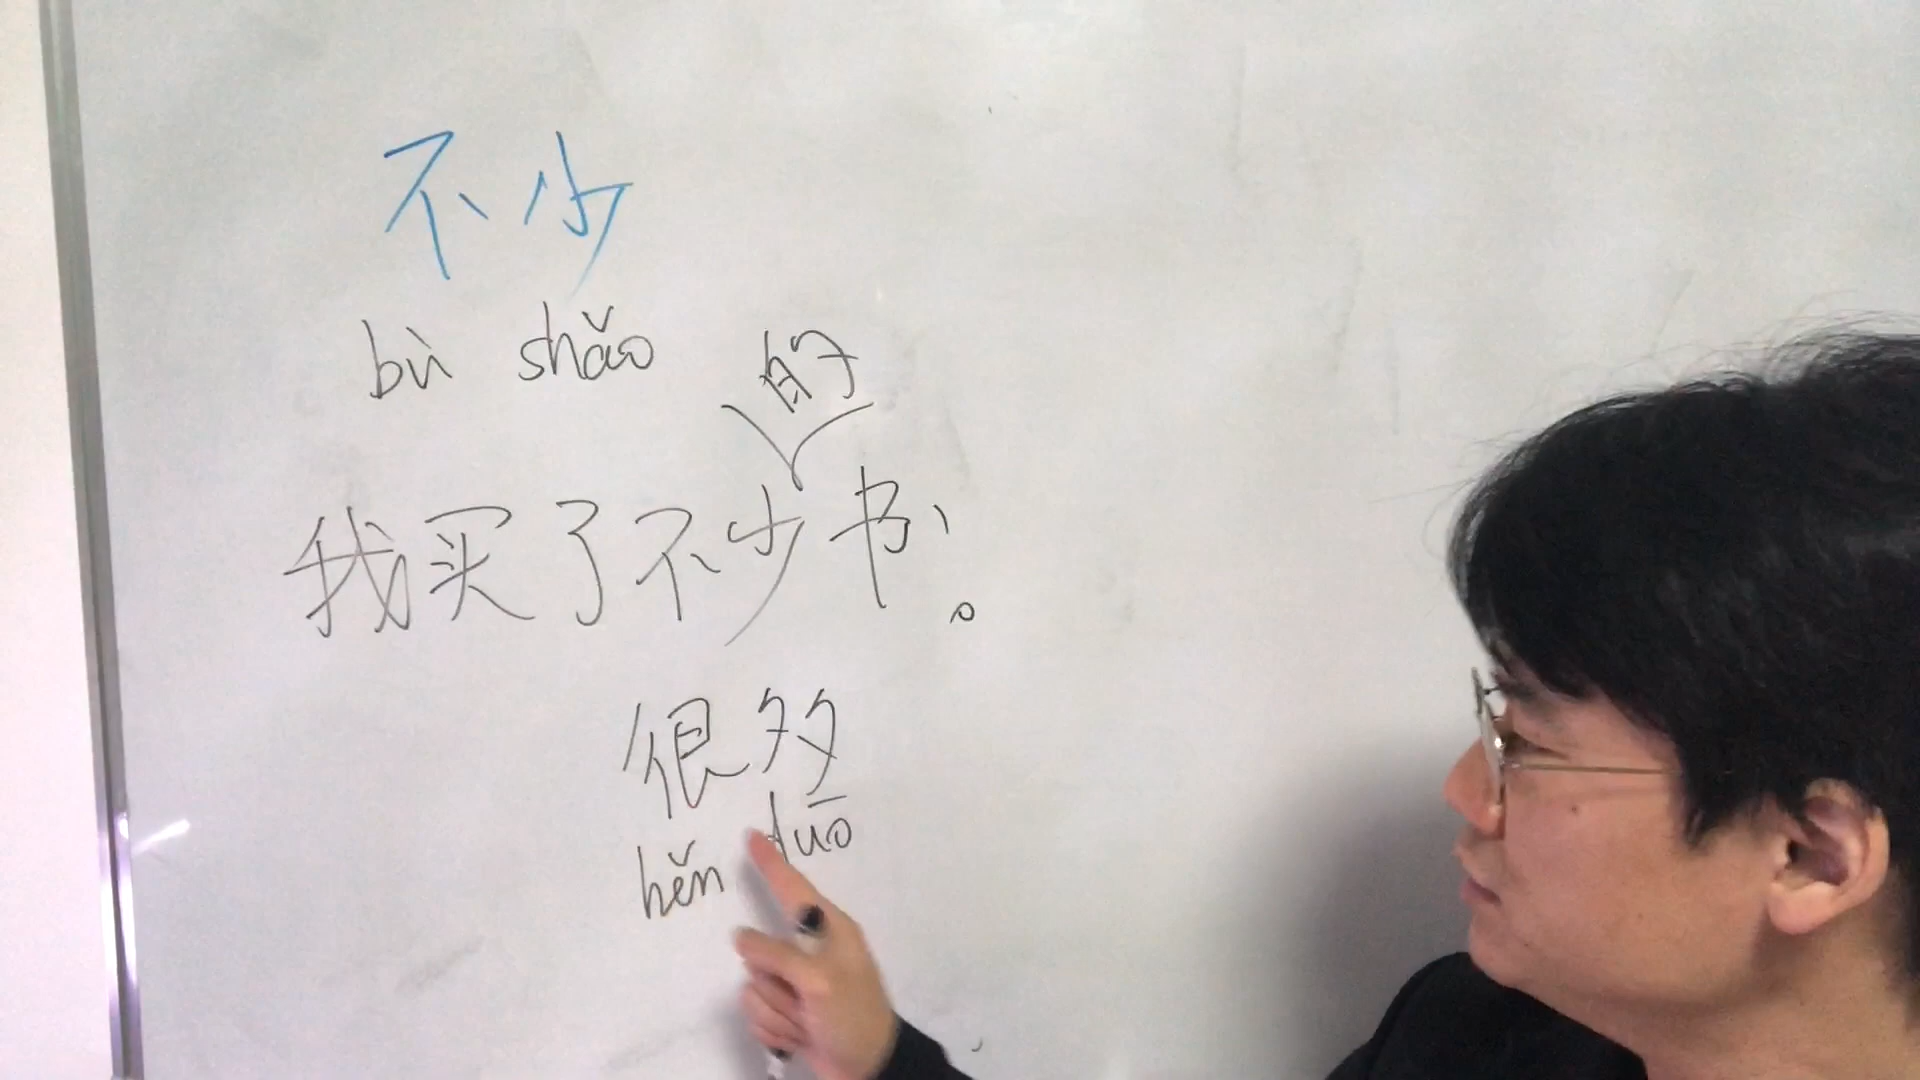 不少
bù shǎo
的
我买了不少书。
很多
hěn duō